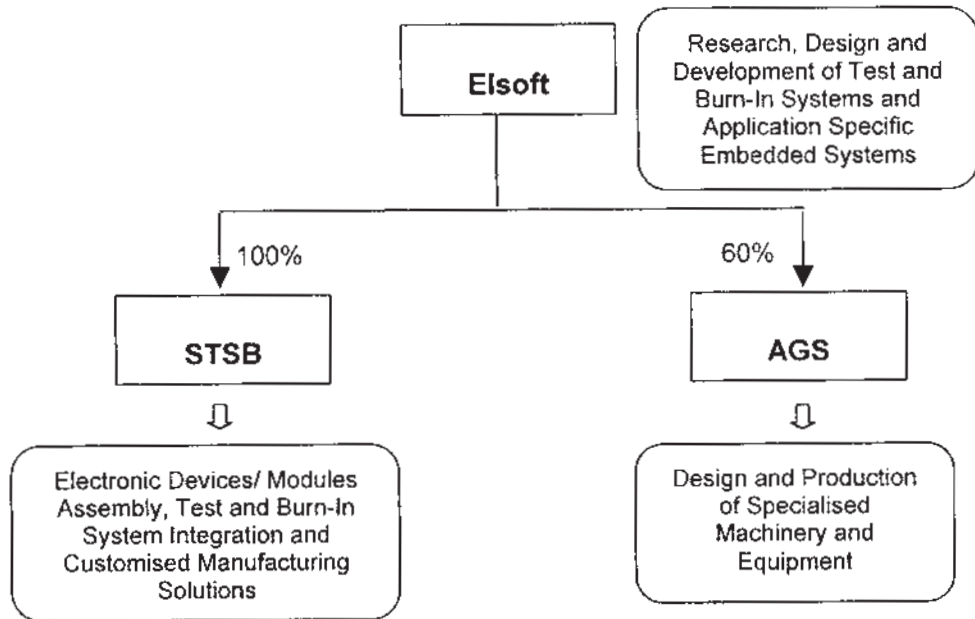 Elsoft
Research, Design and
Development of Test and
Burn-In Systems and
Application Specific
Embedded Systems
100%
60%
STSB
AGS
Electronic Devices/ Modules
Assembly, Test and Burn-In
System Integration and
Customised Manufacturing
Solutions
Design and Production
of Specialised
Machinery and
Equipment